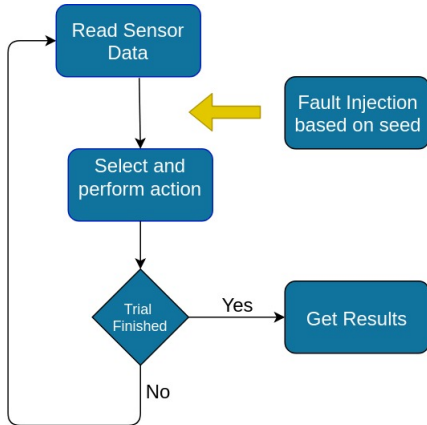 Read Sensor
Data
Fault Injection
based on seed
Select and
perform action
Trial
Finished
Yes
Get Results
No